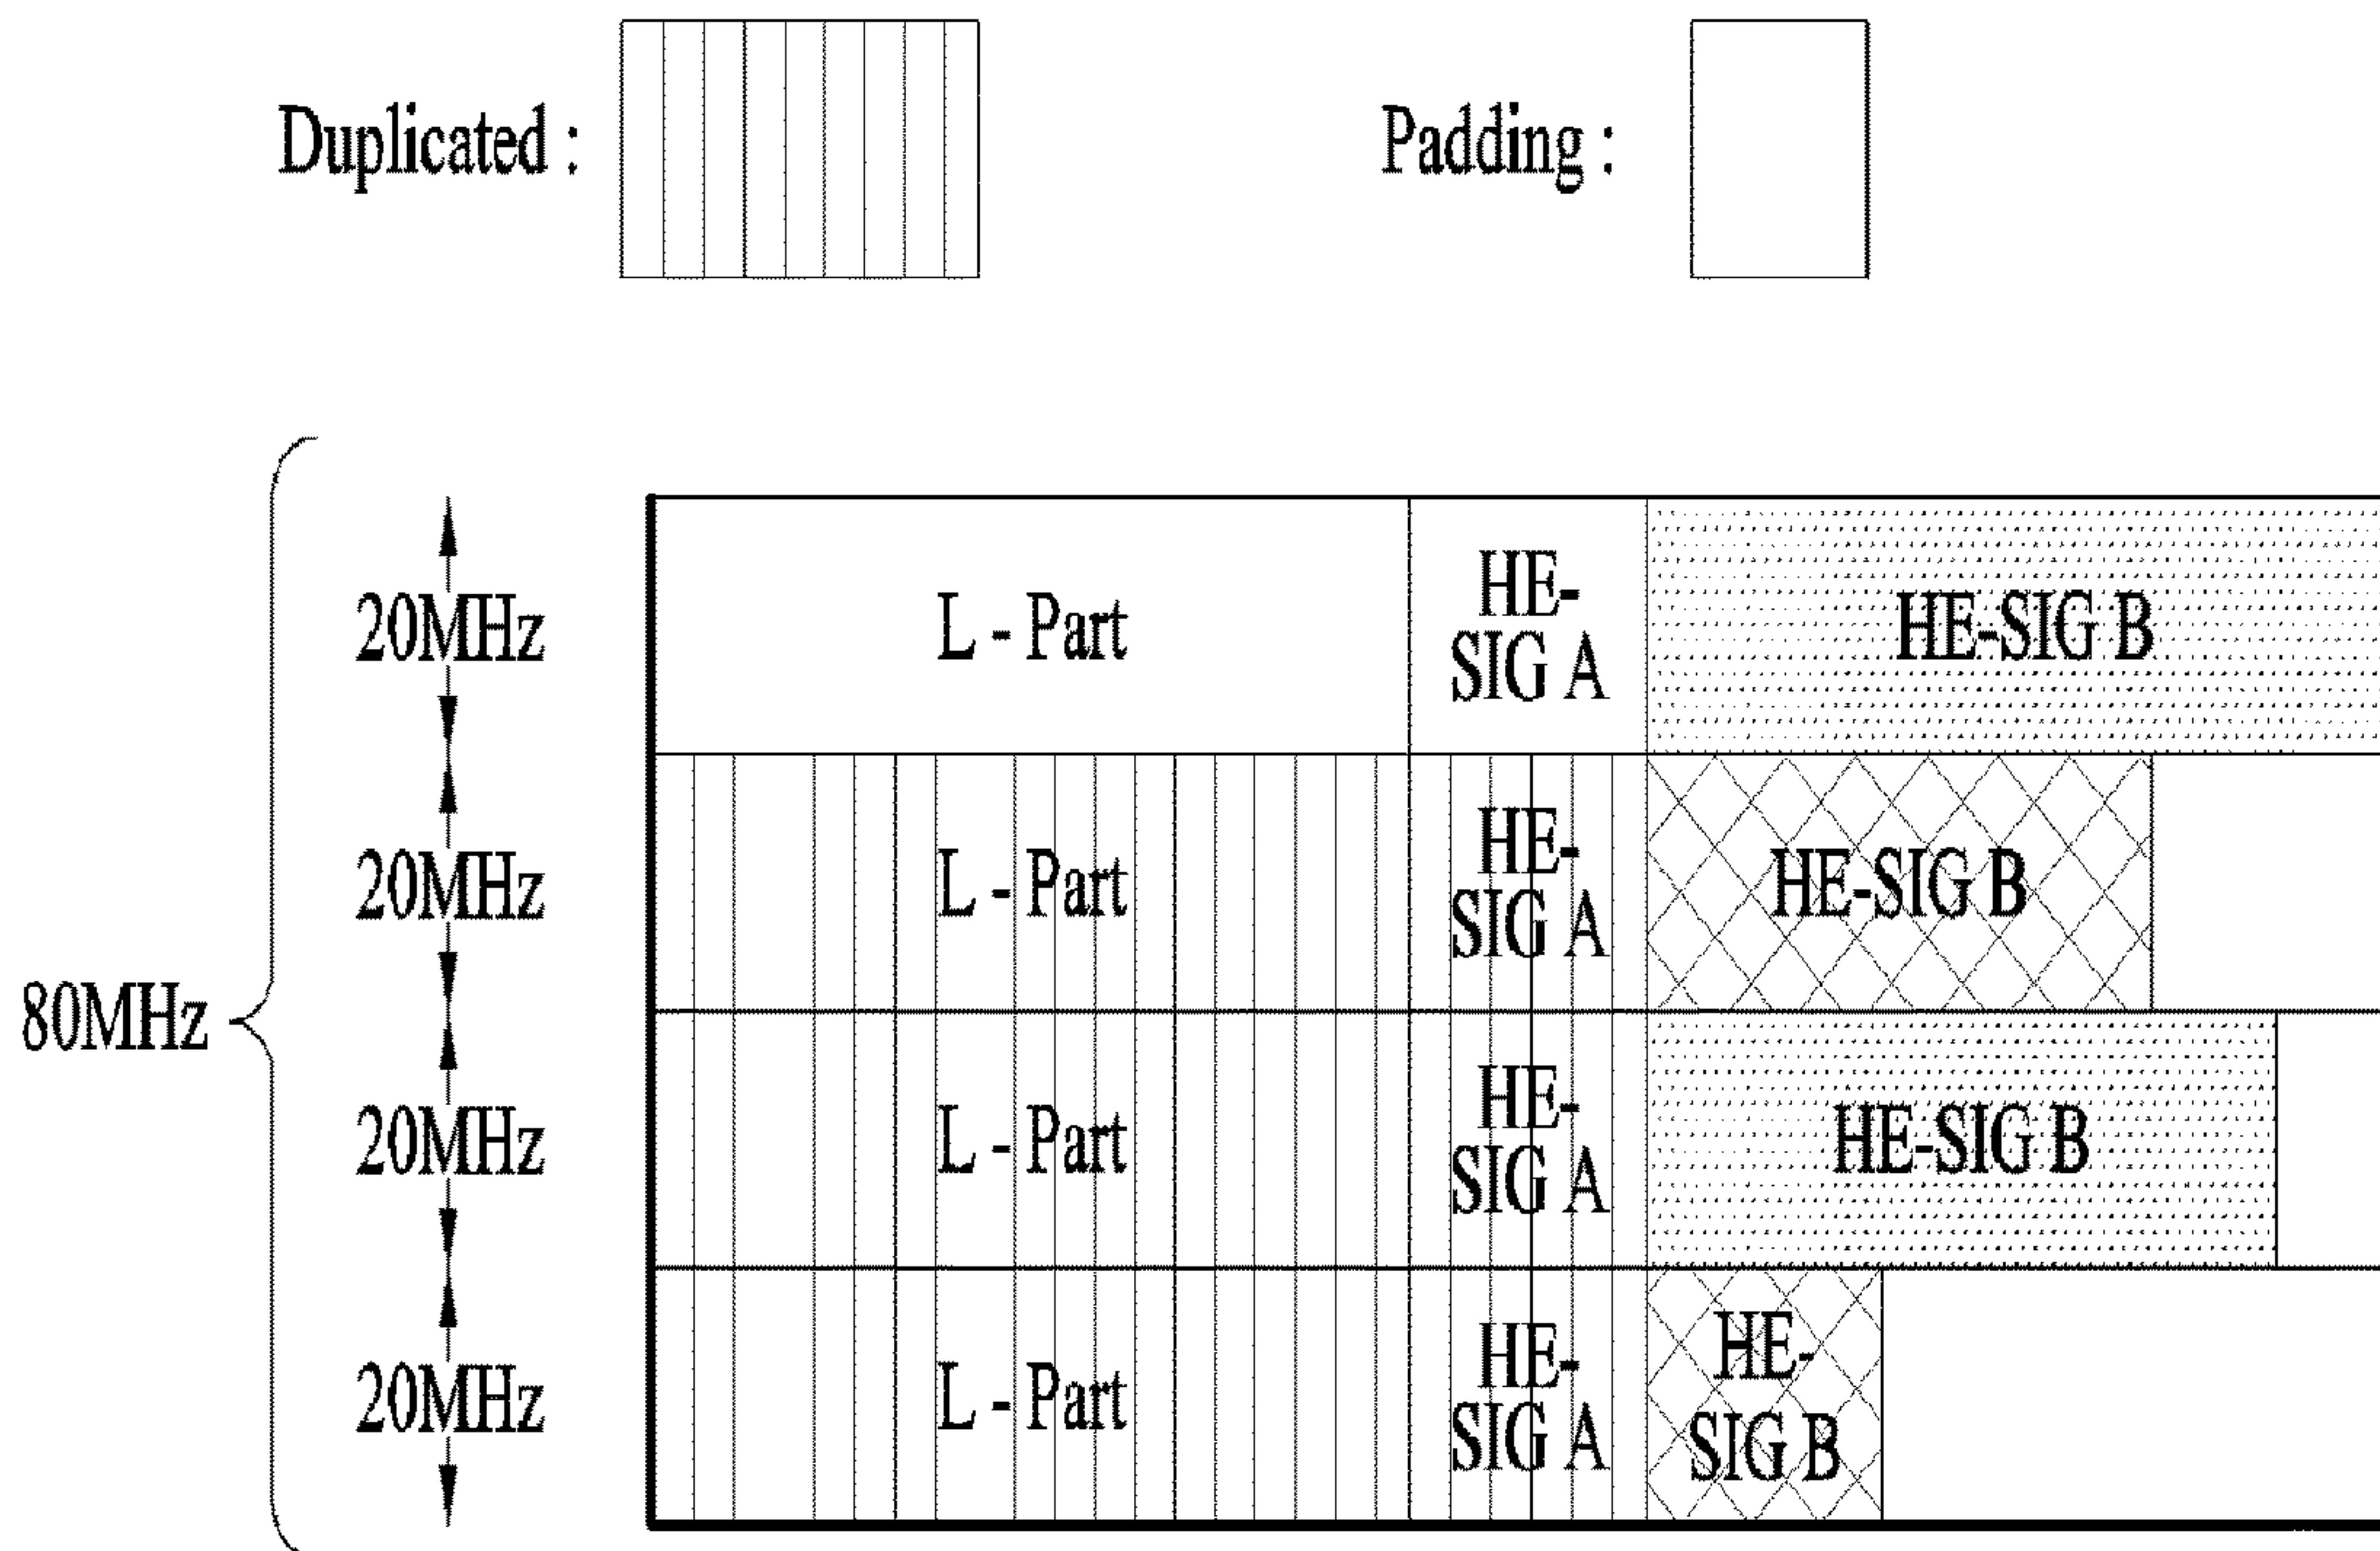 Duplicated :
Padding :
80MHz
20MHz
L - Part
HE-
SIG A
HE-SIG B
20MHz
L - Part
HE-
SIG A
HE-SIG B
20MHz
L - Part
HE-
SIG A
HE-SIG B
20MHz
L - Part
HE-
SIG A
HE-
SIG B